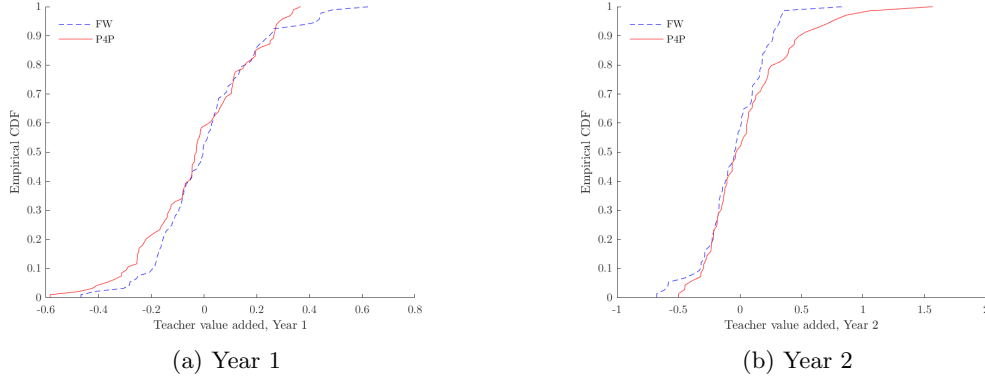 1
0.9
0.8
0.7
0.6
0.5
0.4
0.3
0.2
0.1
0
Empirical CDF
FW
P4P
-0.6 -0.4 -0.2 0 0.2 0.4 0.6 0.8
Teacher value added, Year 1
(a) Year 1
1
0.9
0.8
0.7
0.6
0.5
0.4
0.3
0.2
0.1
0
Empirical CDF
FW
P4P
-1 -0.5 0 0.5 1 1.5 2
Teacher value added, Year 2
(b) Year 2